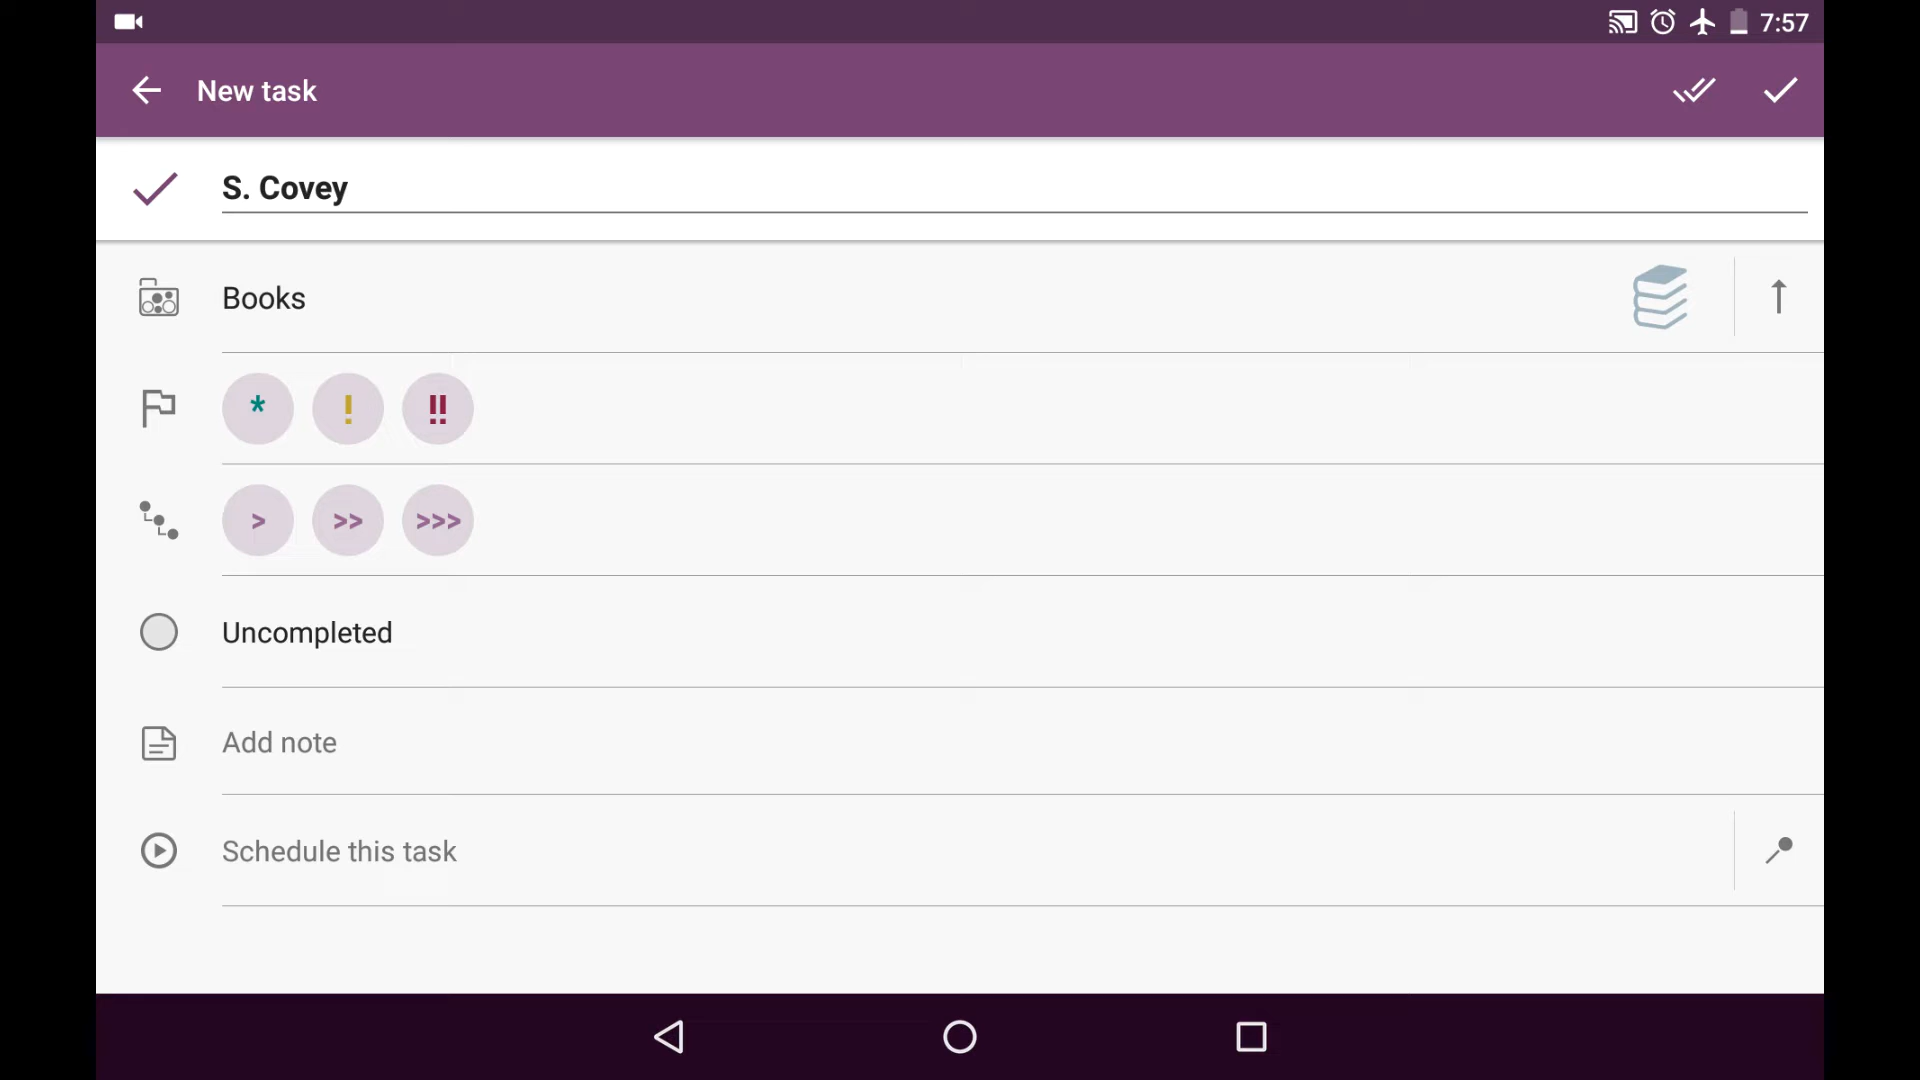 7:57
New task
S. Covey
Books
* ! !!
> >> >>>
Uncompleted
Add note
Schedule this task